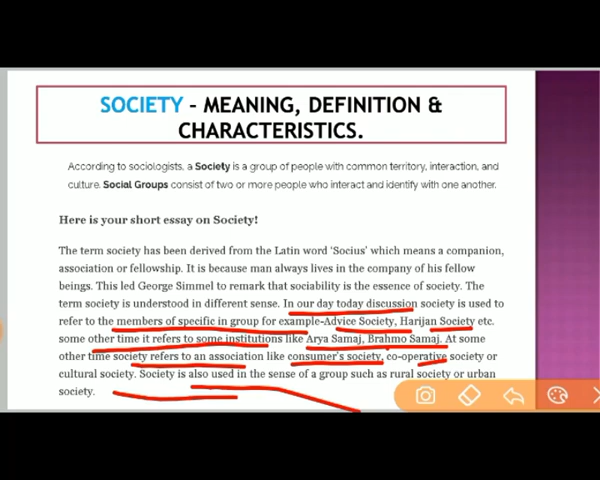 SOCIETY - MEANING, DEFINITION &
CHARACTERISTICS.
According to sociologists, a Society is a group of people with common territory, interaction, and
culture. Social Groups consist of two or more people who interact and identify with one another.
Here is your short essay on Society!
The term society has been derived from the Latin word ‘Socius’ which means a companion,
association or fellowship. It is because man always lives in the company of his fellow
beings. This led George Simmel to remark that sociability is the essence of society. The
term society is understood in different sense. In our day today discussion society is used to
refer to the members of specific in group for example-Advice Society, Harijan Society etc.
some other time it refers to some institutions like Arya Samaj, Brahmo Samaj. At some
other time society refers to an association like consumer's society, co-operative society or
cultural society. Society is also used in the sense of a group such as rural society or urban
society.